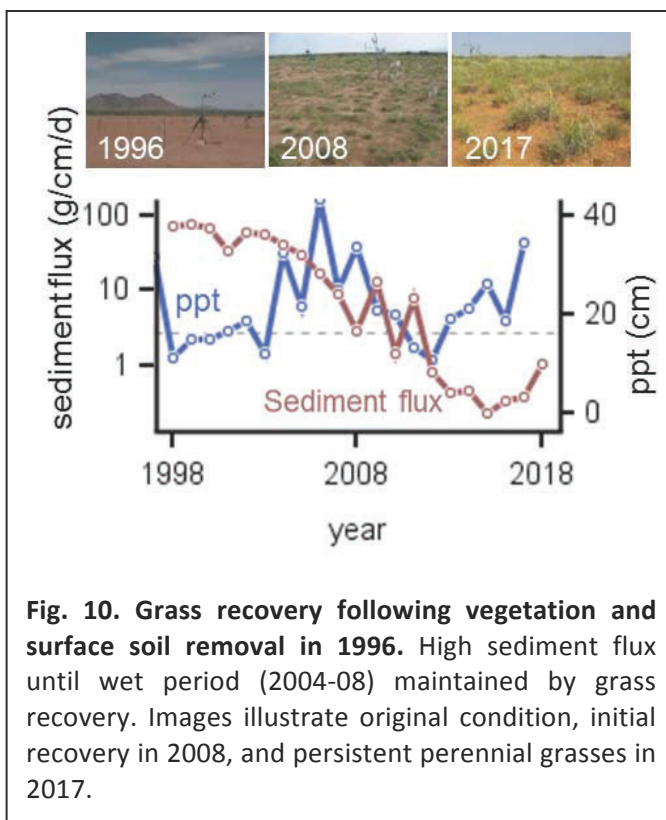 1996
2008
2017
sediment flux (g/cm/d)
100
10
1
ppt
Sediment flux
40
20
0
ppt (cm)
1998
2008
2018
year
Fig. 10. Grass recovery following vegetation and
surface soil removal in 1996. High sediment flux
until wet period (2004-08) maintained by grass
recovery. Images illustrate original condition, initial
recovery in 2008, and persistent perennial grasses in
2017.